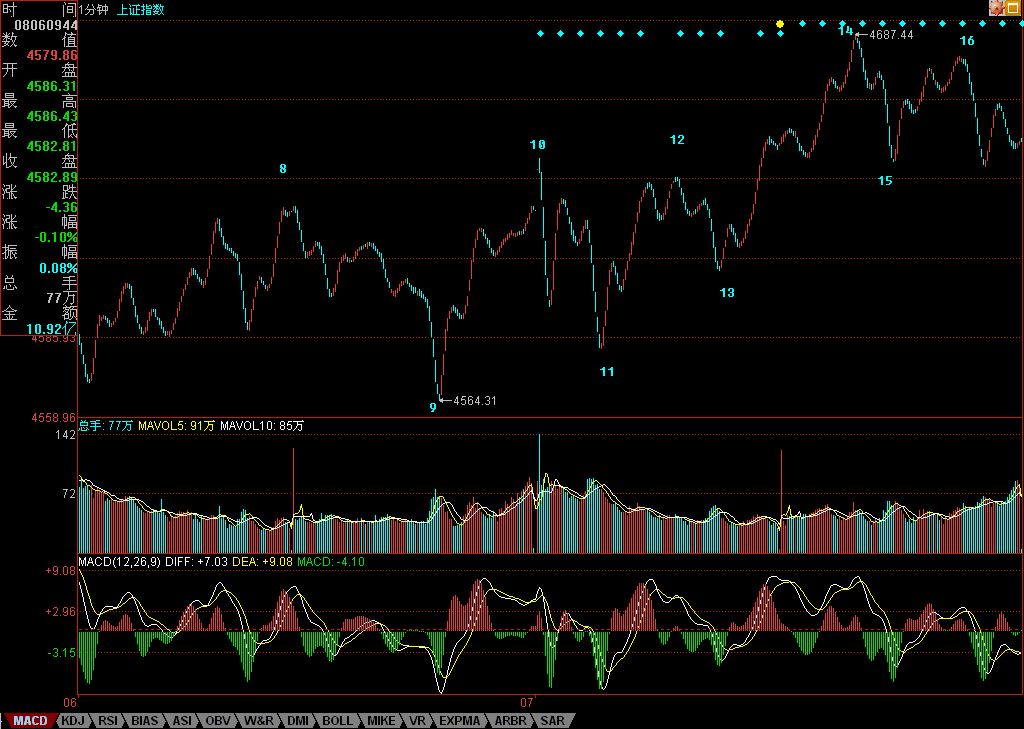 1分钟 上证指数
时 间
08060944
数 值
4579.86
开 盘
4586.31
最 高
4586.43
最 低
4582.81
收 盘
4582.89
涨 跌
-4.36
涨 幅
-0.10%
振 幅
0.08%
总 手
77万
金 额
10.92亿
4585.93
4558.96
14
4687.44
16
10
12
8
15
13
11
9
4564.31
总手: 77万 MAVOL5: 91万 MAVOL10: 85万
142
72
MACD(12,26,9) DIFF: +7.03 DEA: +9.08 MACD: -4.10
+9.08
+2.96
-3.15
06 07
MACD KDJ RSI BIAS ASI OBV W&R DMI BOLL MIKE VR EXPMA ARBR SAR